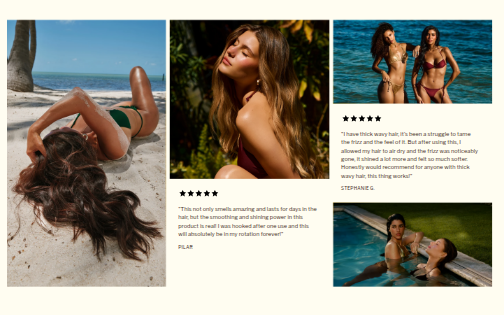 "This not only smells amazing and lasts for days in the
hair, but the smoothing and shining power in this
product is real! I was hooked after one use and this
will absolutely be in my rotation forever!"
PILAR
"I have thick wavy hair, it's been a struggle to tame
the frizz and the feel of it. But after using this, I
allowed my hair to air dry and the frizz was noticeably
gone, it shined a lot more and felt so much softer.
Honestly would recommend for anyone with thick
wavy hair, this thing works!"
STEPHANIE G.